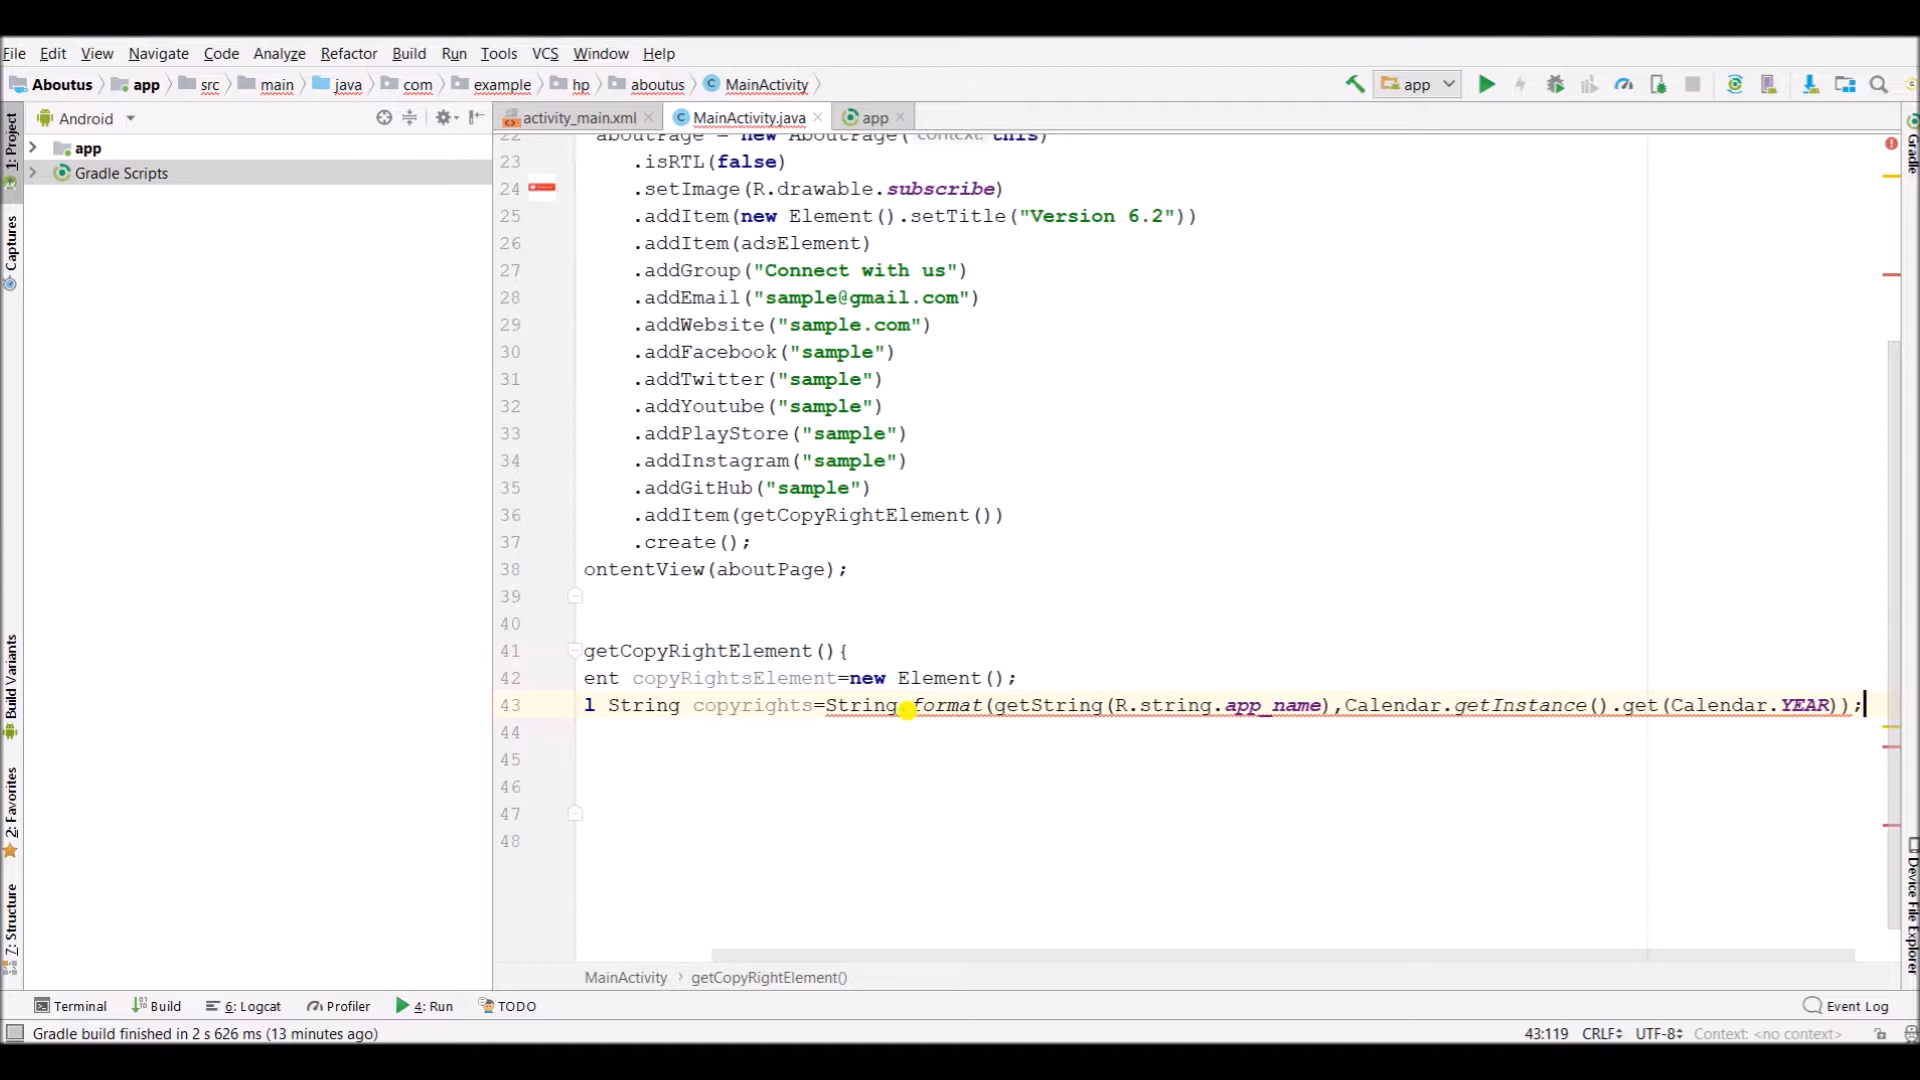 File Edit View Navigate Code Analyze Refactor Build Run Tools VCS Window Help
Aboutus app src main java com example hp aboutus MainActivity app
Android activity_main.xml MainActivity.java app
1: Project
Captures
Build Variants
2: Favorites
7: Structure
app
Gradle Scripts
22 aboutPage = new AboutPage( context: this)
23 .isRTL(false)
24 .setImage(R.drawable.subscribe)
25 .addItem(new Element().setTitle("Version 6.2"))
26 .addItem(adsElement)
27 .addGroup("Connect with us")
28 .addEmail("sample@gmail.com")
29 .addWebsite("sample.com")
30 .addFacebook("sample")
31 .addTwitter("sample")
32 .addYoutube("sample")
33 .addPlayStore("sample")
34 .addInstagram("sample")
35 .addGitHub("sample")
36 .addItem(getCopyRightElement())
37 .create();
38 ontentView(aboutPage);
39
40
41 getCopyRightElement(){
42 ent copyRightsElement=new Element();
43 l String copyrights=String.format(getString(R.string.app_name),Calendar.getInstance().get(Calendar.YEAR));
44
45
46
47
48
Gradle
Device File Explorer
MainActivity getCopyRightElement()
Terminal Build 6: Logcat Profiler 4: Run TODO Event Log
Gradle build finished in 2 s 626 ms (13 minutes ago) 43:119 CRLF UTF-8 Context: <no context>